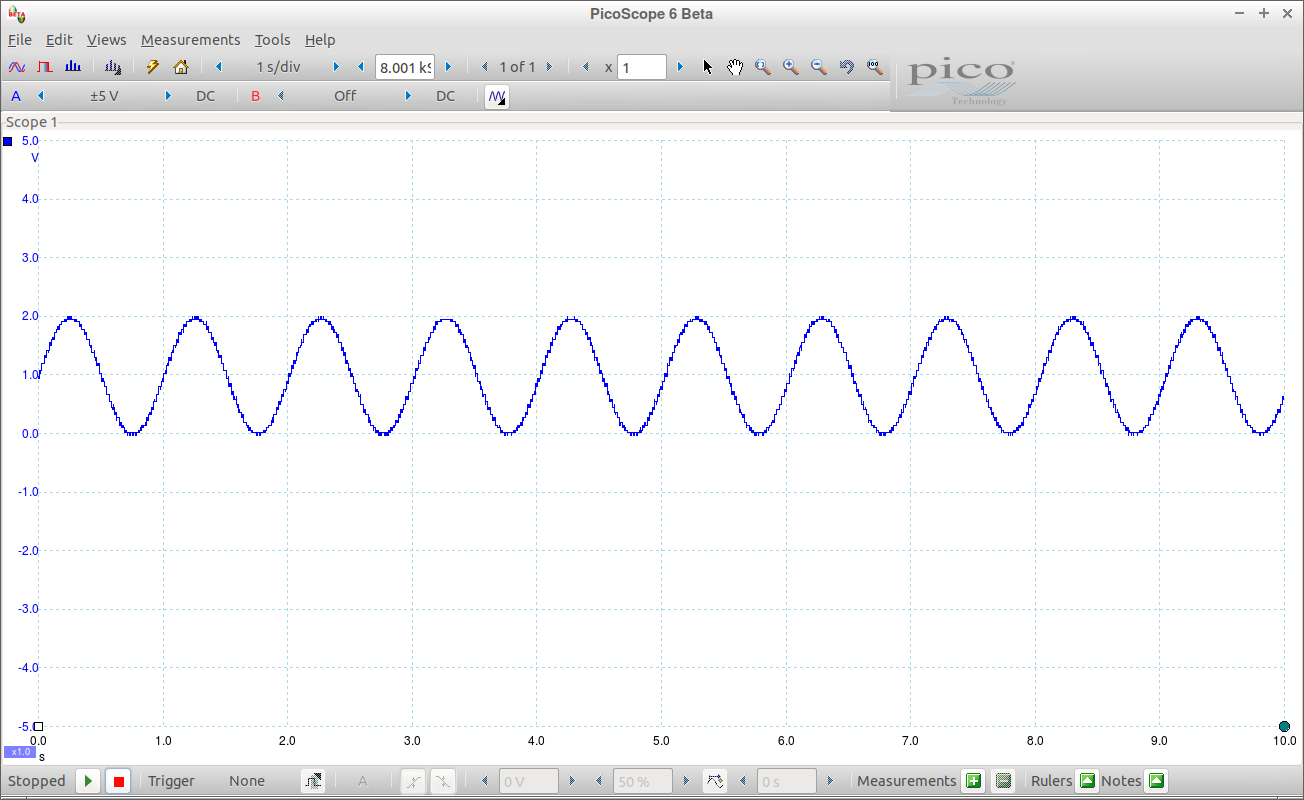 PicoScope 6 Beta
File Edit Views Measurements Tools Help
1 s/div 8.001 kS 1 of 1 x 1
pico
Technology
A ±5 V DC B Off DC
Scope 1
5.0
V
4.0
3.0
2.0
1.0
0.0
-1.0
-2.0
-3.0
-4.0
-5.0
x1.0
0.0 1.0 2.0 3.0 4.0 5.0 6.0 7.0 8.0 9.0 10.0
s
Stopped Trigger None A 0 V 50 % 0 s Measurements Rulers Notes